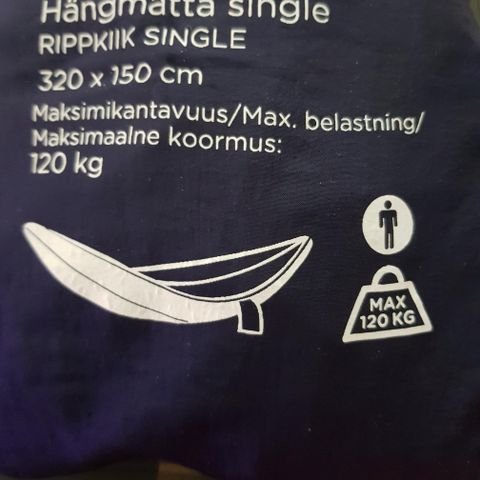 Hängmatta single
RIPPKIIK SINGLE
320 x 150 cm
Maksimikantavuus/Max. belastning/
Maksimaalne koormus:
120 kg
MAX
120 KG